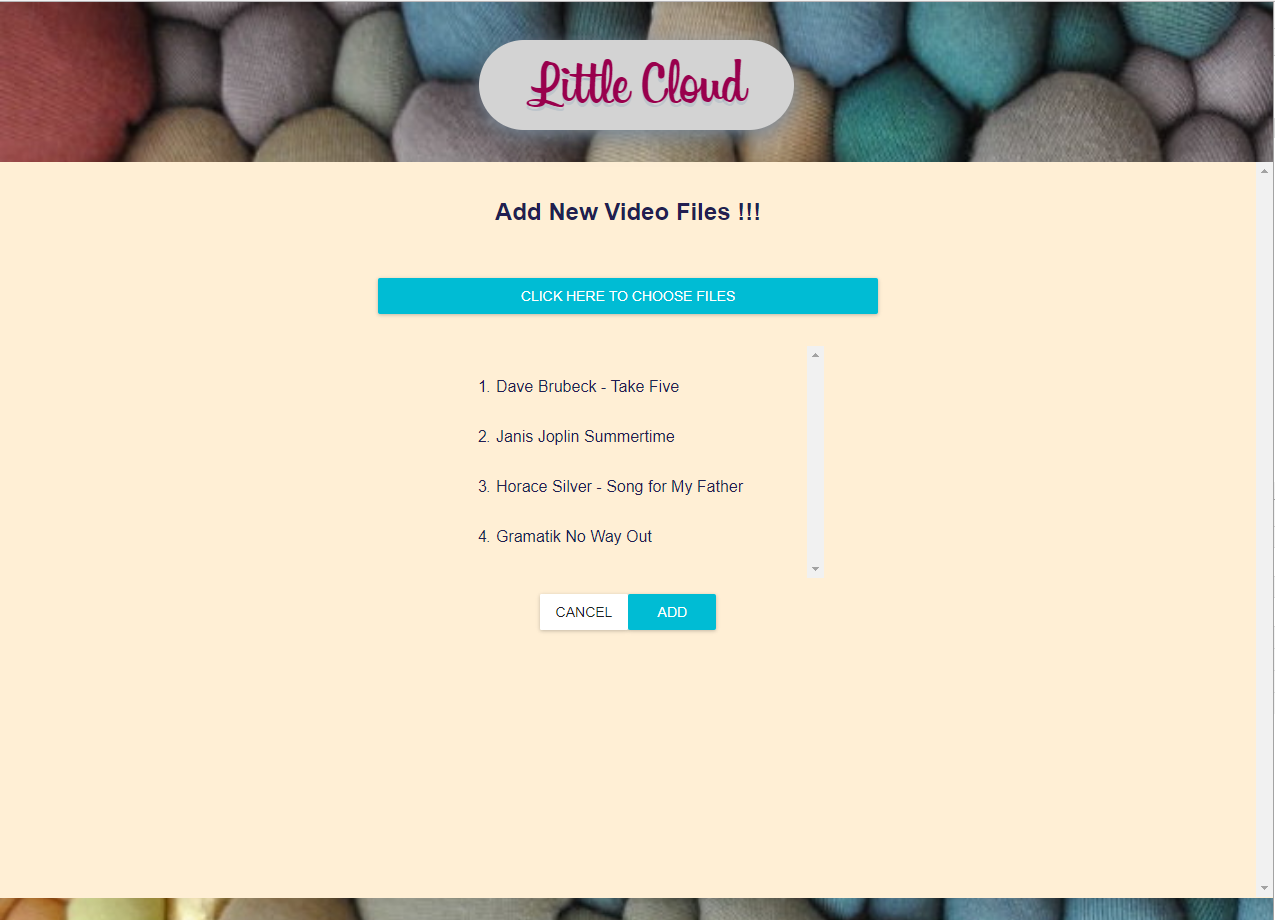 Little Cloud
Add New Video Files !!!
CLICK HERE TO CHOOSE FILES
1. Dave Brubeck - Take Five
2. Janis Joplin Summertime
3. Horace Silver - Song for My Father
4. Gramatik No Way Out
CANCEL ADD